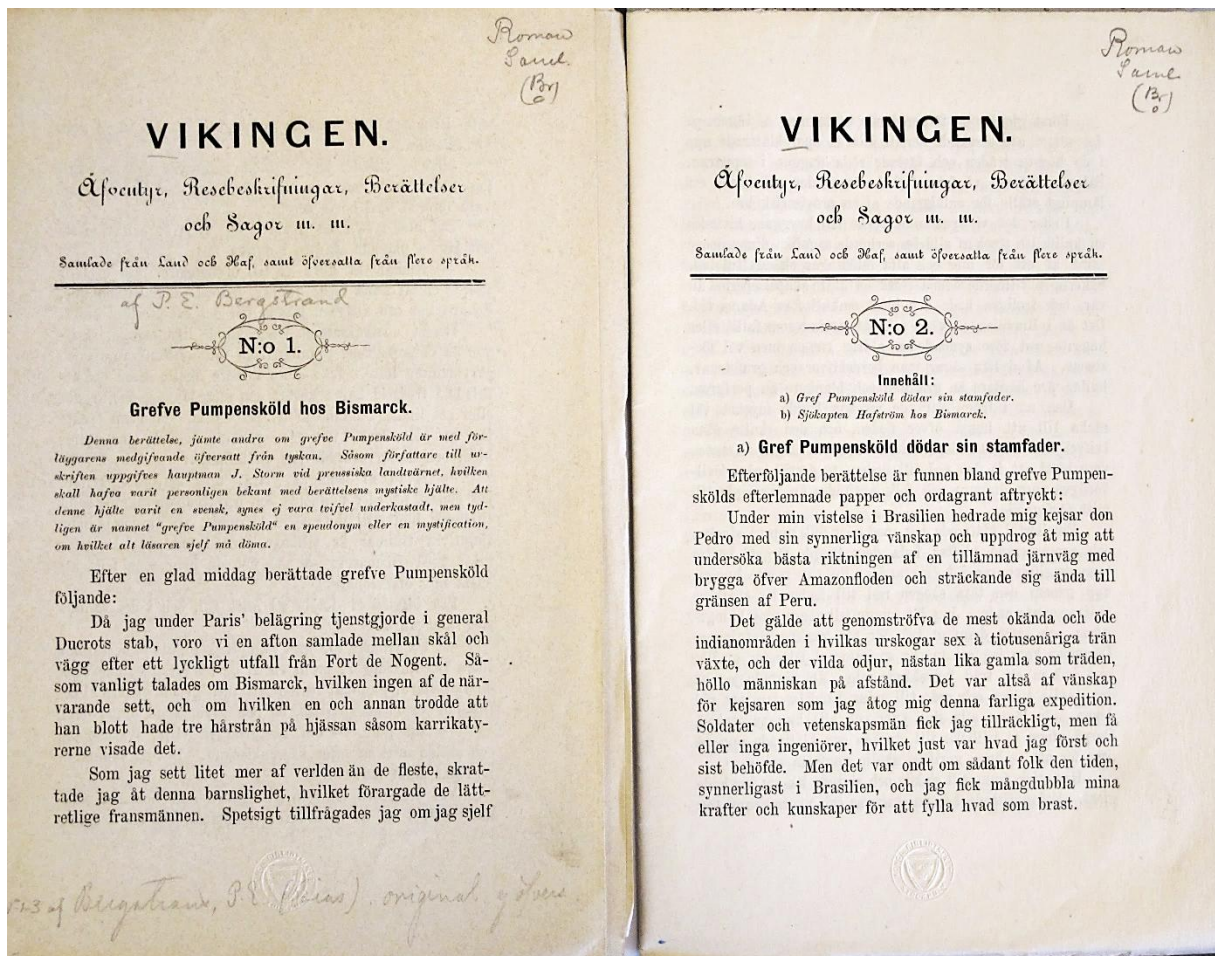 Roman
Saml.
(Br)
VIKINGEN.
Äfventyr, Resebeskrifningar, Berättelser
och Sagor m. m.
Samlade från Land och Haf, samt öfversatta från flere språk.
af P. E. Bergstrand
N:o 1.
Grefve Pumpensköld hos Bismarck.
Denna berättelse, jämte andra om grefve Pumpensköld är med för-
läggarens medgifvande öfversatt från tyskan. Såsom författare till ur-
skriften uppgifves hauptman J. Storm vid preussiska landtvärnet, hvilken
skall hafva varit personligen bekant med berättelsens mystiske hjälte. Att
denne hjälte varit en svensk, synes ej vara tvifvel underkastadt, men tyd-
ligen är namnet "grefve Pumpensköld" en speudonym eller en mystification,
om hvilket alt läsaren sjelf må döma.
Efter en glad middag berättade grefve Pumpensköld
följande:
Då jag under Paris' belägring tjenstgjorde i general
Ducrots stab, voro vi en afton samlade mellan skål och
vägg efter ett lyckligt utfall från Fort de Nogent. Så-
som vanligt talades om Bismarck, hvilken ingen af de när-
varande sett, och om hvilken en och annan trodde att
han blott hade tre hårstrån på hjässan såsom karrikaty-
rerne visade det.
Som jag sett litet mer af verlden än de fleste, skrat-
tade jag åt denna barnslighet, hvilket förargade de lätt-
retlige fransmännen. Spetsigt tillfrågades jag om jag sjelf
af Bergstrand, P. E. original
Roman
Saml.
(Br)
VIKINGEN.
Äfventyr, Resebeskrifningar, Berättelser
och Sagor m. m.
Samlade från Land och Haf, samt öfversatta från flere språk.
N:o 2.
Innehåll:
a) Gref Pumpensköld dödar sin stamfader.
b) Sjökapten Hafström hos Bismarck.
a) Gref Pumpensköld dödar sin stamfader.
Efterföljande berättelse är funnen bland grefve Pumpen-
skölds efterlemnade papper och ordagrant aftryckt:
Under min vistelse i Brasilien hedrade mig kejsar don
Pedro med sin synnerliga vänskap och uppdrog åt mig att
undersöka bästa riktningen af en tillämnad järnväg med
brygga öfver Amazonfloden och sträckande sig ända till
gränsen af Peru.
Det gälde att genomströfva de mest okända och öde
indianområden i hvilkas urskogar sex à tiotusenåriga trän
växte, och der vilda odjur, nästan lika gamla som träden,
höllo människan på afstånd. Det var altså af vänskap
för kejsaren som jag åtog mig denna farliga expedition.
Soldater och vetenskapsmän fick jag tillräckligt, men få
eller inga ingeniörer, hvilket just var hvad jag först och
sist behöfde. Men det var ondt om sådant folk den tiden,
synnerligast i Brasilien, och jag fick mångdubbla mina
krafter och kunskaper för att fylla hvad som brast.